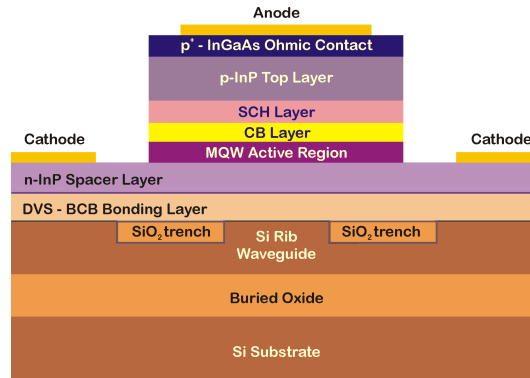 Anode
p⁺ - InGaAs Ohmic Contact
p-InP Top Layer
SCH Layer
CB Layer
Cathode
Cathode
MQW Active Region
n-InP Spacer Layer
DVS - BCB Bonding Layer
SiO₂ trench
Si Rib
Waveguide
SiO₂ trench
Buried Oxide
Si Substrate